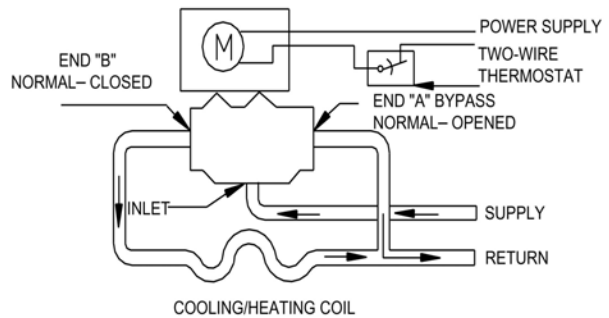 POWER SUPPLY
M
TWO-WIRE
THERMOSTAT
END "B"
NORMAL– CLOSED
END "A" BYPASS
NORMAL– OPENED
INLET
SUPPLY
RETURN
COOLING/HEATING COIL